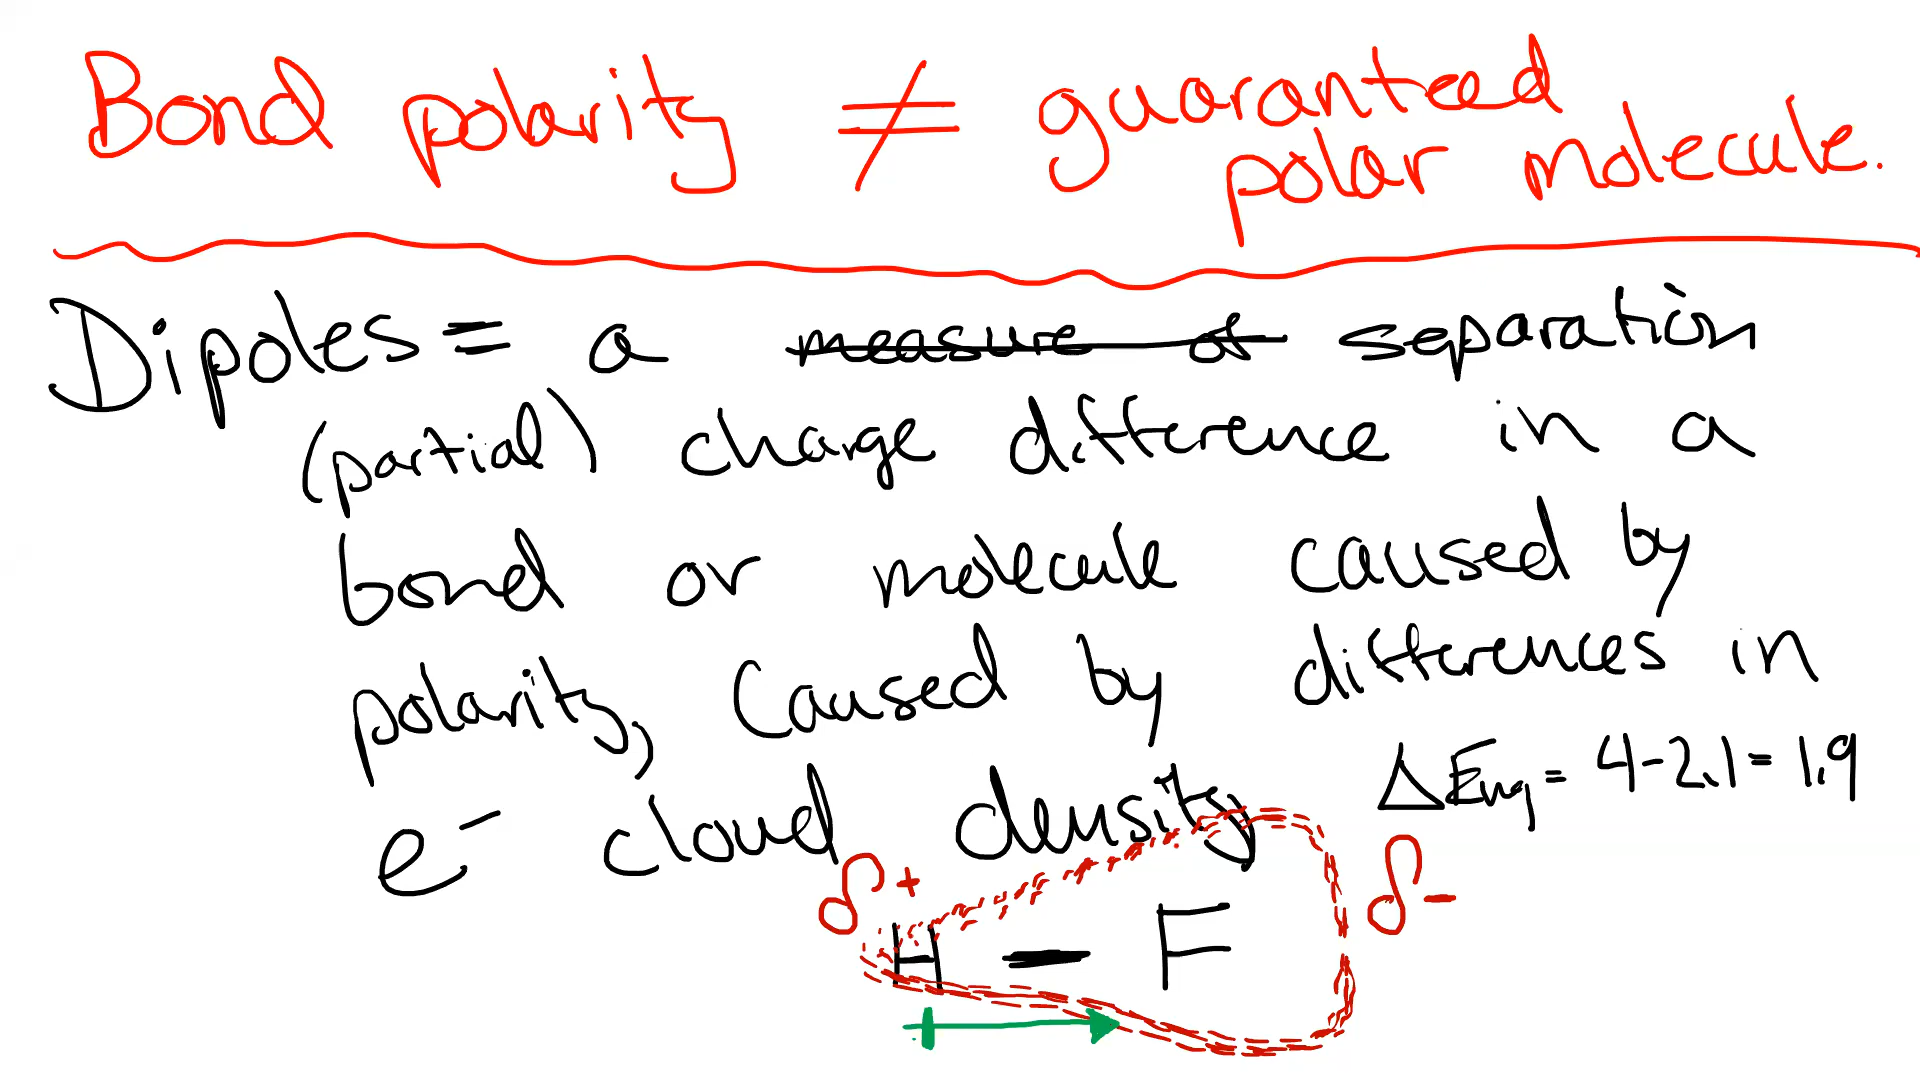 Bond polarity ≠ guaranteed
polar molecule.
Dipoles = a measure of separation
(partial) charge difference in a
bond or molecule caused by
polarity, caused by differences in
ΔEneg = 4-2.1 = 1.9
e⁻ cloud density
δ+ δ-
H - F